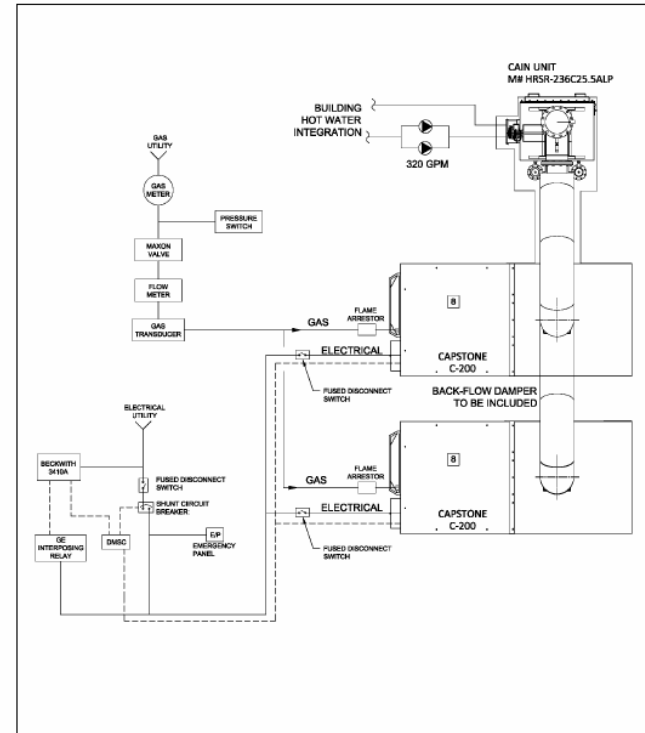 CAIN UNIT
M# HRSR-236C25.5ALP
BUILDING
HOT WATER
INTEGRATION
320 GPM
GAS
UTILITY
GAS
METER
PRESSURE
SWITCH
MAXON
VALVE
FLOW
METER
GAS
TRANSDUCER
GAS
FLAME
ARRESTOR
8
ELECTRICAL
CAPSTONE
C-200
FUSED DISCONNECT
SWITCH
BACK-FLOW DAMPER
TO BE INCLUDED
ELECTRICAL
UTILITY
BECKWITH
3410A
FUSED DISCONNECT
SWITCH
SHUNT CIRCUIT
BREAKER
GE
INTERPOSING
RELAY
DMSC
E/P
EMERGENCY
PANEL
GAS
FLAME
ARRESTOR
8
ELECTRICAL
CAPSTONE
C-200
FUSED DISCONNECT
SWITCH